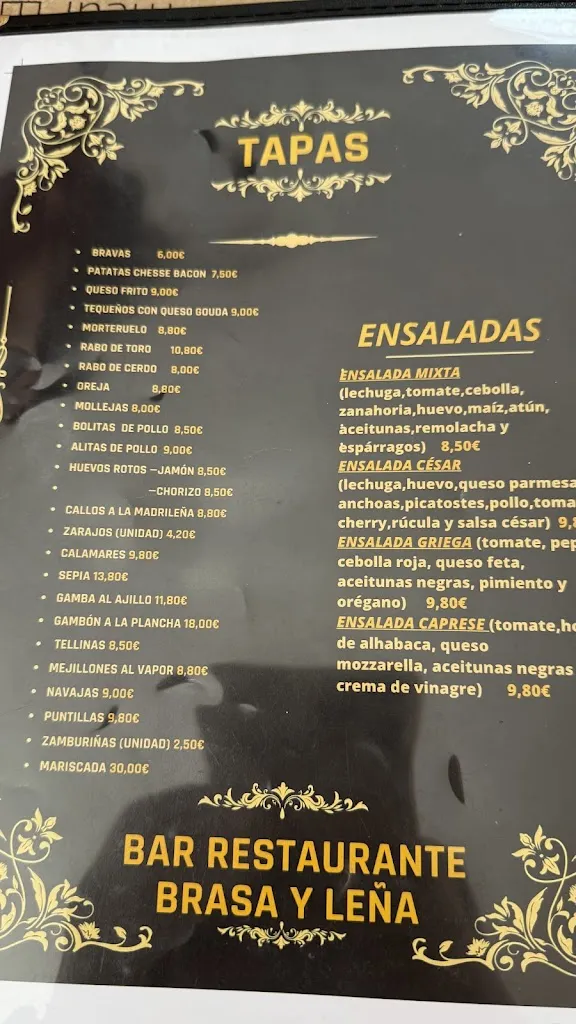 TAPAS
• BRAVAS 6,00€
• PATATAS CHESSE BACON 7,50€
• QUESO FRITO 9,00€
• TEQUEÑOS CON QUESO GOUDA 9,00€
• MORTERUELO 8,80€
• RABO DE TORO 10,80€
• RABO DE CERDO 8,00€
• OREJA 8,80€
• MOLLEJAS 8,00€
• BOLITAS DE POLLO 8,50€
• ALITAS DE POLLO 9,00€
• HUEVOS ROTOS –JAMÓN 8,50€
• –CHORIZO 8,50€
• CALLOS A LA MADRILEÑA 8,80€
• ZARAJOS (UNIDAD) 4,20€
• CALAMARES 9,80€
• SEPIA 13,80€
• GAMBA AL AJILLO 11,80€
• GAMBÓN A LA PLANCHA 18,00€
• TELLINAS 8,50€
• MEJILLONES AL VAPOR 8,80€
• NAVAJAS 9,00€
• PUNTILLAS 9,80€
• ZAMBURIÑAS (UNIDAD) 2,50€
• MARISCADA 30,00€
ENSALADAS
ENSALADA MIXTA
(lechuga,tomate,cebolla,
zanahoria,huevo,maíz,atún,
aceitunas,remolacha y
espárragos) 8,50€
ENSALADA CÉSAR
(lechuga,huevo,queso parmesa
anchoas,picatostes,pollo,toma
cherry,rúcula y salsa césar) 9,8
ENSALADA GRIEGA (tomate, pep
cebolla roja, queso feta,
aceitunas negras, pimiento y
orégano) 9,80€
ENSALADA CAPRESE (tomate,ho
de alhabaca, queso
mozzarella, aceitunas negras
crema de vinagre) 9,80€
BAR RESTAURANTE
BRASA Y LEÑA